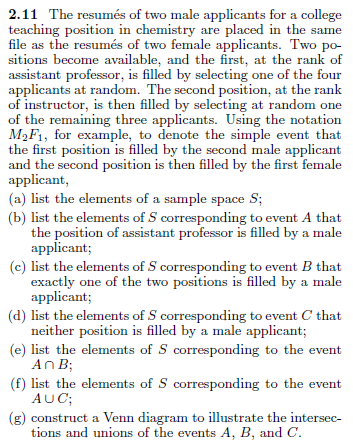 2.11 The resumés of two male applicants for a college
teaching position in chemistry are placed in the same
file as the resumés of two female applicants. Two po-
sitions become available, and the first, at the rank of
assistant professor, is filled by selecting one of the four
applicants at random. The second position, at the rank
of instructor, is then filled by selecting at random one
of the remaining three applicants. Using the notation
M₂F₁, for example, to denote the simple event that
the first position is filled by the second male applicant
and the second position is then filled by the first female
applicant,
(a) list the elements of a sample space S;
(b) list the elements of S corresponding to event A that
the position of assistant professor is filled by a male
applicant;
(c) list the elements of S corresponding to event B that
exactly one of the two positions is filled by a male
applicant;
(d) list the elements of S corresponding to event C that
neither position is filled by a male applicant;
(e) list the elements of S corresponding to the event
A ∩ B;
(f) list the elements of S corresponding to the event
A ∪ C;
(g) construct a Venn diagram to illustrate the intersec-
tions and unions of the events A, B, and C.